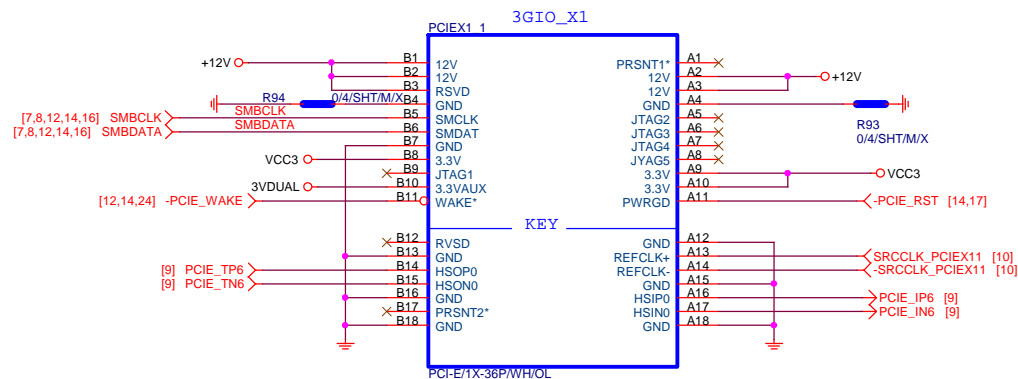 3GIO_X1
PCIEX1_1
+12V B1 12V PRSNT1* A1
B2 12V 12V A2 +12V
B3 RSVD 12V A3
R94 0/4/SHT/M/X B4 GND GND A4
[7,8,12,14,16] SMBCLK SMBCLK B5 SMCLK JTAG2 A5
[7,8,12,14,16] SMBDATA SMBDATA B6 SMDAT JTAG3 A6 R93
B7 GND JTAG4 A7 0/4/SHT/M/X
VCC3 B8 3.3V JYAG5 A8
B9 JTAG1 3.3V A9 VCC3
3VDUAL B10 3.3VAUX 3.3V A10
[12,14,24] -PCIE_WAKE B11 WAKE* PWRGD A11 -PCIE_RST [14,17]
KEY
B12 RVSD GND A12
B13 GND REFCLK+ A13 SRCCLK_PCIEX11 [10]
[9] PCIE_TP6 B14 HSOP0 REFCLK- A14 -SRCCLK_PCIEX11 [10]
[9] PCIE_TN6 B15 HSON0 GND A15
B16 GND HSIP0 A16 PCIE_IP6 [9]
B17 PRSNT2* HSIN0 A17 PCIE_IN6 [9]
B18 GND GND A18
PCI-E/1X-36P/WH/OL